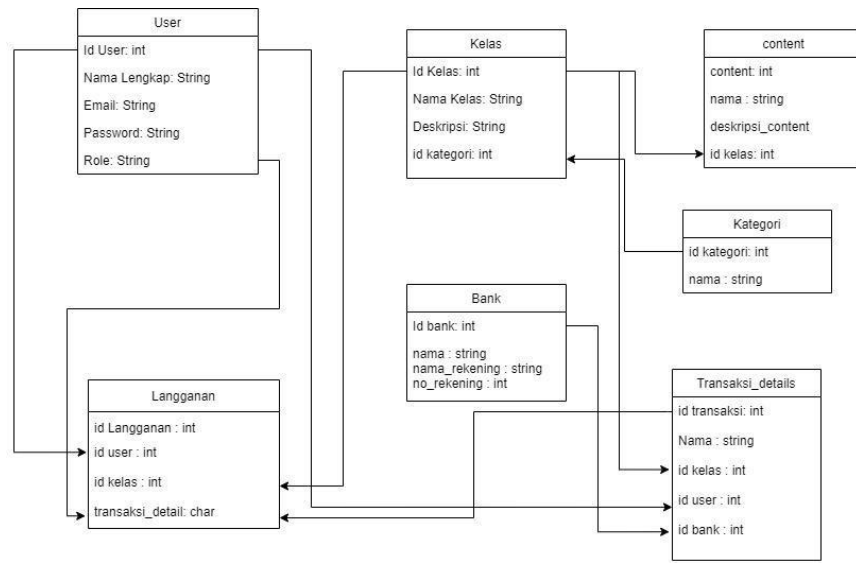 User
Id User: int
Nama Lengkap: String
Email: String
Password: String
Role: String
Kelas
Id Kelas: int
Nama Kelas: String
Deskripsi: String
id kategori: int
content
content: int
nama : string
deskripsi_content
id kelas: int
Kategori
id kategori: int
nama : string
Bank
Id bank: int
nama : string
nama_rekening : string
no_rekening : int
Langganan
id Langganan : int
id user : int
id kelas : int
transaksi_detail: char
Transaksi_details
id transaksi: int
Nama : string
id kelas : int
id user : int
id bank : int